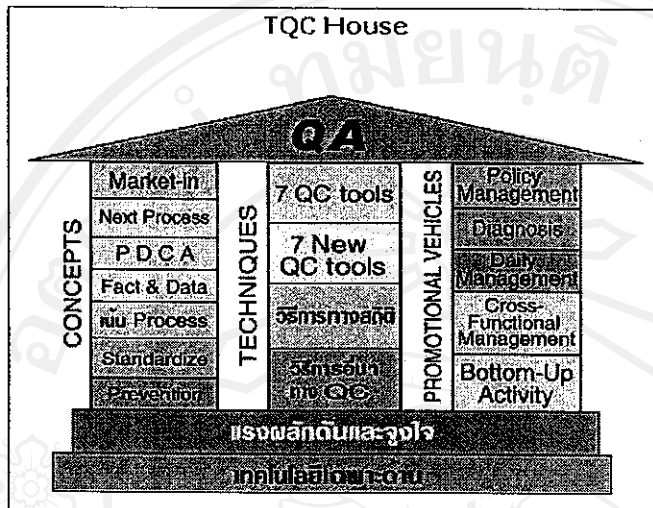 TQC House
QA
CONCEPTS
Market-in
Next Process
P D C A
Fact & Data
เน้น Process
Standardize
Prevention
TECHNIQUES
7 QC tools
7 New
QC tools
วิธีการทางสถิติ
วิธีการอื่นๆ
ทาง QC
PROMOTIONAL VEHICLES
Policy
Management
Diagnosis
Daily
Management
Cross-
Functional
Management
Bottom-Up
Activity
แรงผลักดันและจูงใจ
เทคโนโลยีเฉพาะด้าน